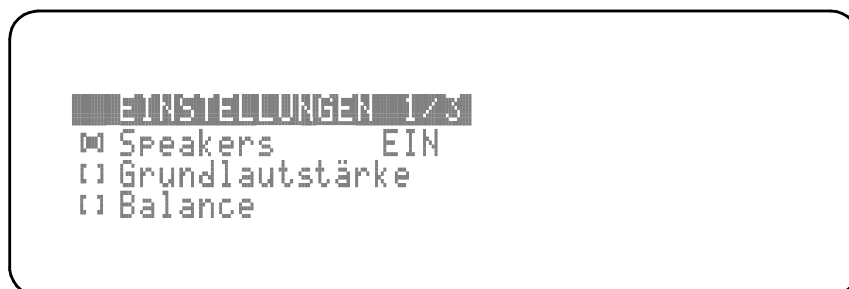 EINSTELLUNGEN 1/3
[■] Speakers EIN
[ ] Grundlautstärke
[ ] Balance